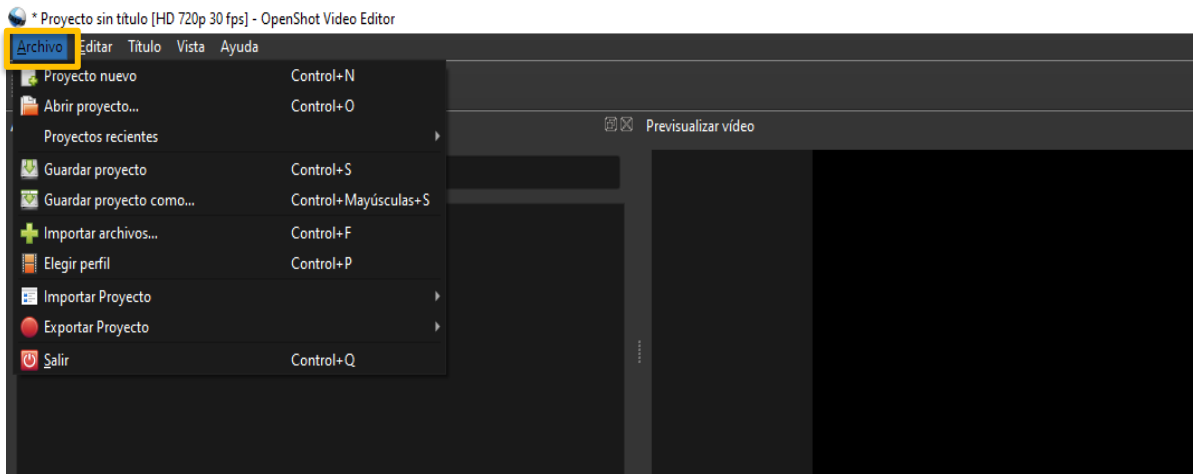 * Proyecto sin título [HD 720p 30 fps] - OpenShot Video Editor
Archivo Editar Título Vista Ayuda
Proyecto nuevo Control+N
Abrir proyecto... Control+O
Proyectos recientes
Previsualizar vídeo
Guardar proyecto Control+S
Guardar proyecto como... Control+Mayúsculas+S
Importar archivos... Control+F
Elegir perfil Control+P
Importar Proyecto
Exportar Proyecto
Salir Control+Q